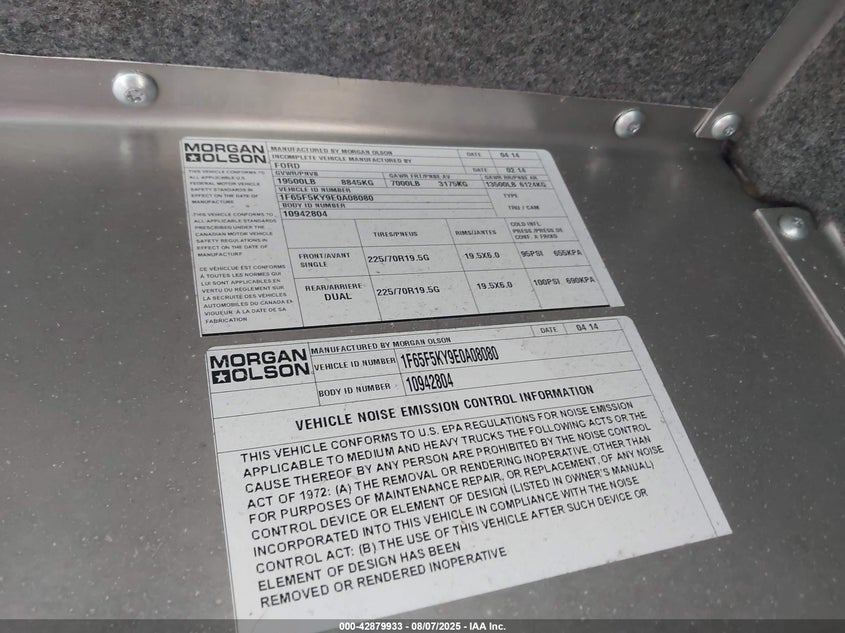 MORGAN
OLSON
MANUFACTURED BY MORGAN OLSON DATE 04 14
INCOMPLETE VEHICLE MANUFACTURED BY
FORD 02 14
GVWR/PNVB GAWR FRT/PNBE AV GAWR RR/PNBE AR
19500LB 8845KG 7000LB 3175KG 13500LB 6124KG
VEHICLE ID NUMBER TYPE
1F65F5KY9E0A08080
BODY ID NUMBER TRU / CAM
10942804
THIS VEHICLE CONFORMS TO
ALL APPLICABLE U.S.
FEDERAL MOTOR VEHICLE
SAFETY STANDARDS IN
EFFECT ON THE DATE OF
MANUFACTURE
THIS VEHICLE CONFORMS TO
ALL APPLICABLE STANDARDS
PRESCRIBED UNDER THE
CANADIAN MOTOR VEHICLE
SAFETY REGULATIONS IN
EFFECT ON THE DATE OF
MANUFACTURE
CE VÉHICLUE EST CONFORMS
À TOUTES LES NORMES QUI
LUI SONT APPLICABLES EN
VERTU DU RÈGLEMENT SUR
LA SÉCURITÉ DES VÉHICLES
AUTOMOBILES DU CANADA EN
VIGUEUR À LA DATE DE SA
FABRICATION
TIRES/PNEUS RIMS/JANTES COLD INFL
PRESS./PRESS DE
CONF. A FROID
FRONT/AVANT
SINGLE 225/70R19.5G 19.5X6.0 95PSI 655KPA
REAR/ARRIERE-
DUAL 225/70R19.5G 19.5X6.0 100PSI 690KPA
MORGAN
OLSON
MANUFACTURED BY MORGAN OLSON DATE 04 14
VEHICLE ID NUMBER 1F65F5KY9E0A08080
BODY ID NUMBER 10942804
VEHICLE NOISE EMISSION CONTROL INFORMATION
THIS VEHICLE CONFORMS TO U.S. EPA REGULATIONS FOR NOISE EMISSION
APPLICABLE TO MEDIUM AND HEAVY TRUCKS THE FOLLOWING ACTS OR THE
CAUSE THEREOF BY ANY PERSON ARE PROHIBITED BY THE NOISE CONTROL
ACT OF 1972: (A) THE REMOVAL OR RENDERING INOPERATIVE, OTHER THAN
FOR PURPOSES OF MAINTENANCE REPAIR, OR REPLACEMENT, OF ANY NOISE
CONTROL DEVICE OR ELEMENT OF DESIGN (LISTED IN OWNER'S MANUAL)
INCORPORATED INTO THIS VEHICLE IN COMPLIANCE WITH THE NOISE
CONTROL ACT: (B) THE USE OF THIS VEHICLE AFTER SUCH DEVICE OR
ELEMENT OF DESIGN HAS BEEN
REMOVED OR RENDERED INOPERATIVE
000-42879933 - 08/07/2025 - IAA Inc.